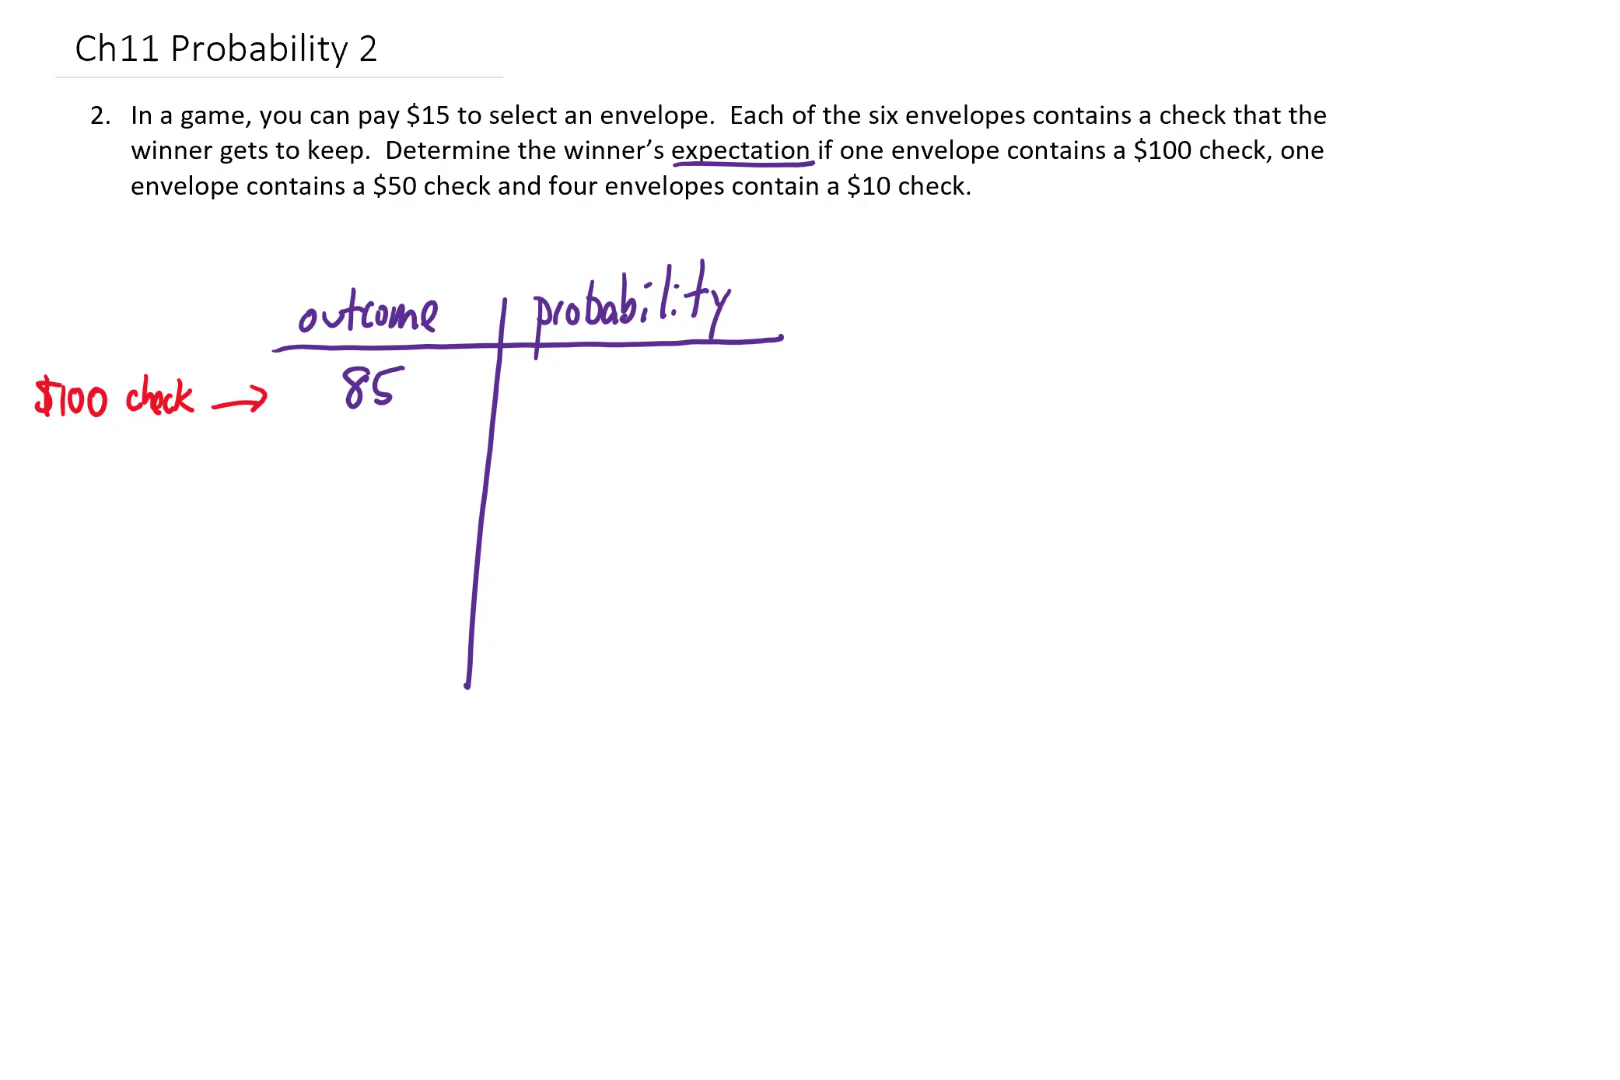 Ch11 Probability 2
2. In a game, you can pay $15 to select an envelope. Each of the six envelopes contains a check that the
winner gets to keep. Determine the winner’s expectation if one envelope contains a $100 check, one
envelope contains a $50 check and four envelopes contain a $10 check.
outcome probability
$100 check → 85